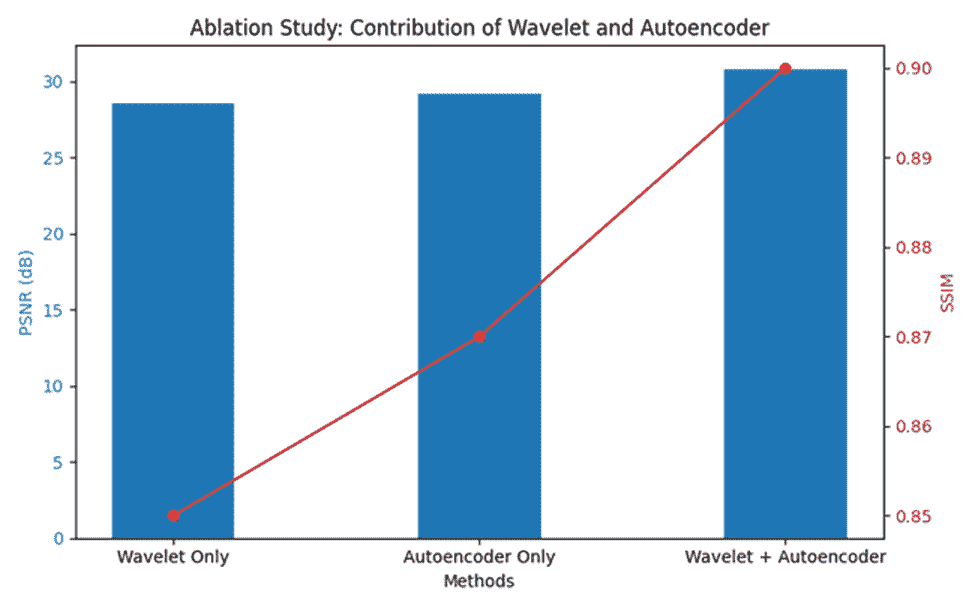 Ablation Study: Contribution of Wavelet and Autoencoder
PSNR (dB)
30
25
20
15
10
5
0
0.90
0.89
0.88
0.87
0.86
0.85
SSIM
Wavelet Only
Autoencoder Only
Wavelet + Autoencoder
Methods